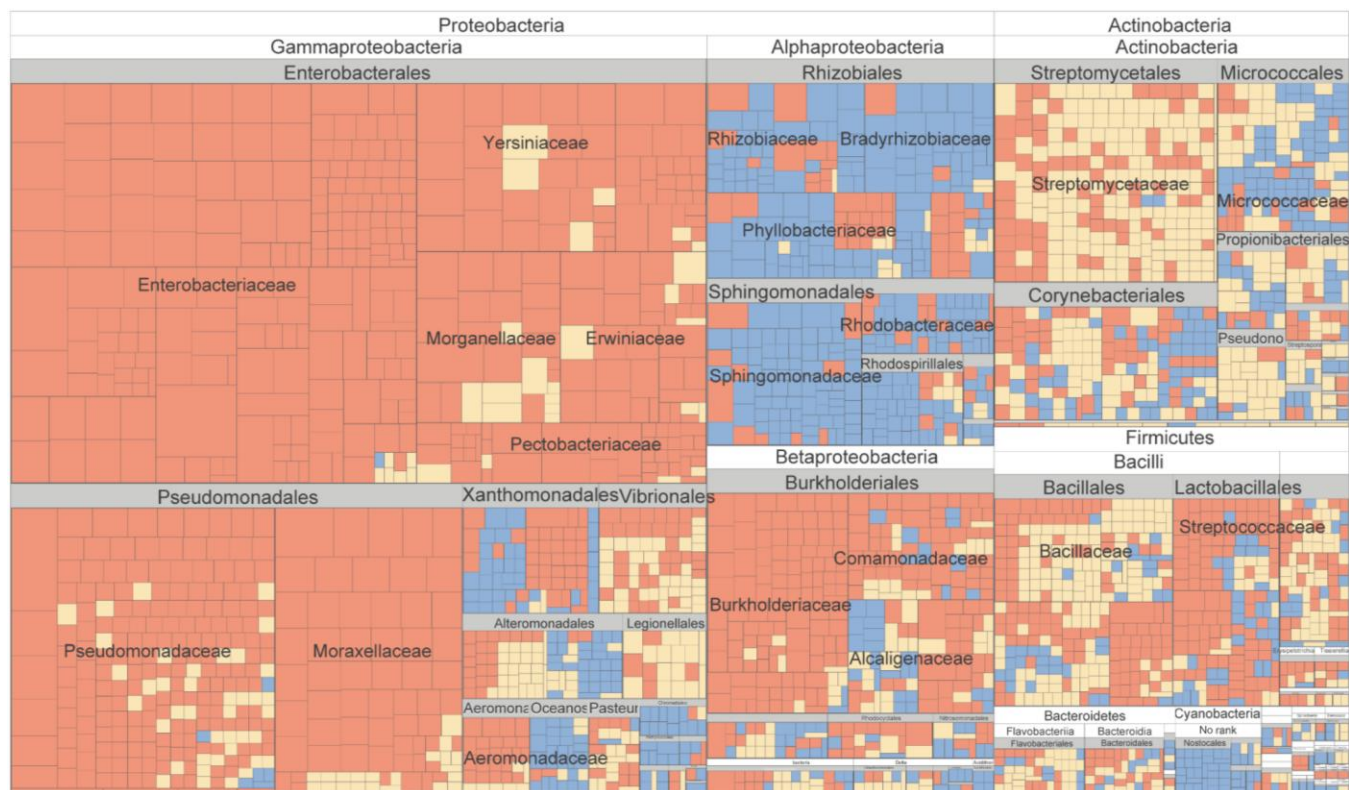 Proteobacteria
Actinobacteria
Gammaproteobacteria
Alphaproteobacteria
Actinobacteria
Enterobacterales
Rhizobiales
Streptomycetales
Micrococcales
Yersiniaceae
Rhizobiaceae
Bradyrhizobiaceae
Streptomycetaceae
Micrococcaceae
Phyllobacteriaceae
Propionibacteriales
Enterobacteriaceae
Sphingomonadales
Corynebacteriales
Morganellaceae
Erwiniaceae
Rhodobacteraceae
Pseudono
Rhodospirillales
Sphingomonadaceae
Pectobacteriaceae
Firmicutes
Betaproteobacteria
Bacilli
Pseudomonadales
Xanthomonadales
Vibrionales
Burkholderiales
Bacillales
Lactobacillales
Streptococcaceae
Bacillaceae
Comamonadaceae
Burkholderiaceae
Alteromonadales
Legionellales
Pseudomonadaceae
Moraxellaceae
Alcaligenaceae
Aeromona
Oceanos
Pasteur
Rhodocyclales
Bacteroidetes
Cyanobacteria
Flavobacteriia
Bacteroidia
No rank
Flavobacteriales
Bacteroidales
Nostocales
Aeromonadaceae